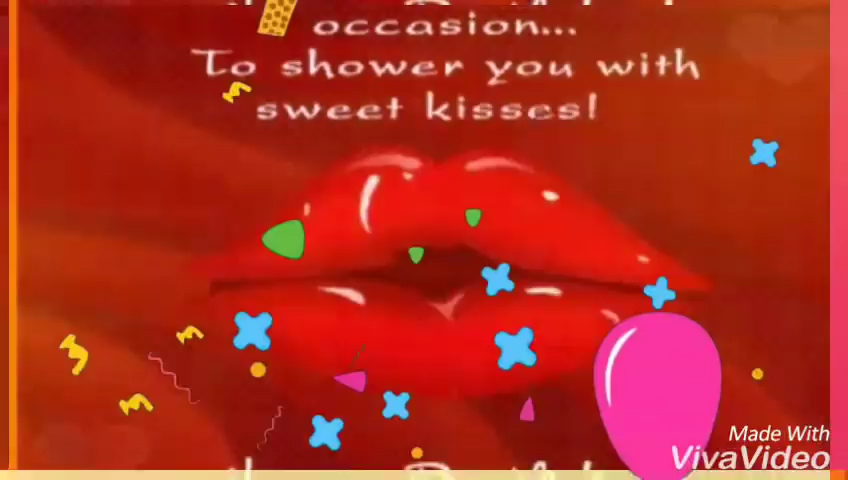 occasion...
To shower you with
sweet kisses!
Made With
VivaVideo